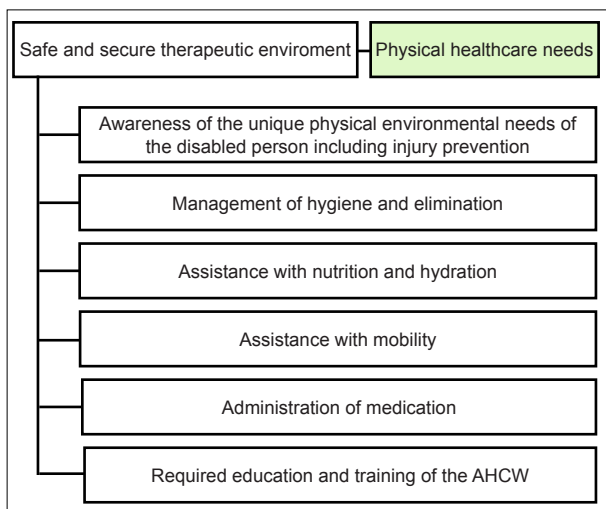 Safe and secure therapeutic enviroment
Physical healthcare needs
Awareness of the unique physical environmental needs of
the disabled person including injury prevention
Management of hygiene and elimination
Assistance with nutrition and hydration
Assistance with mobility
Administration of medication
Required education and training of the AHCW